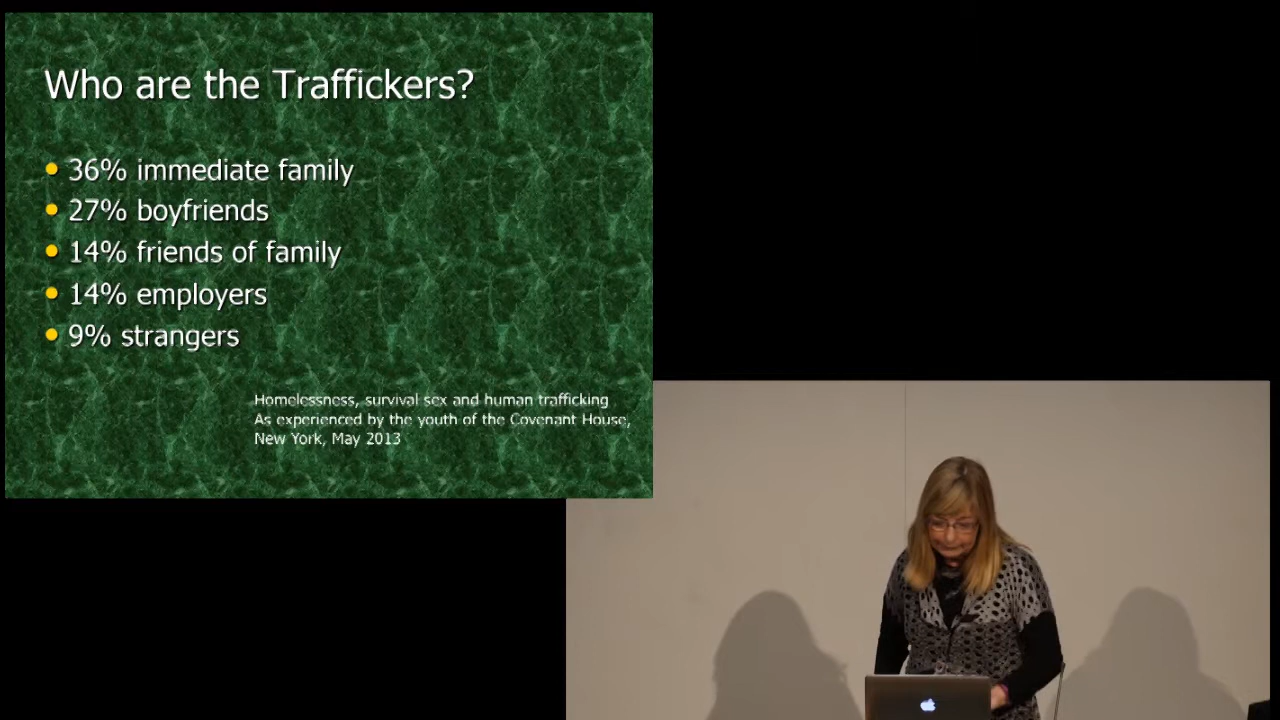 Who are the Traffickers?
36% immediate family
27% boyfriends
14% friends of family
14% employers
9% strangers
Homelessness, survival sex and human trafficking
As experienced by the youth of the Covenant House,
New York, May 2013